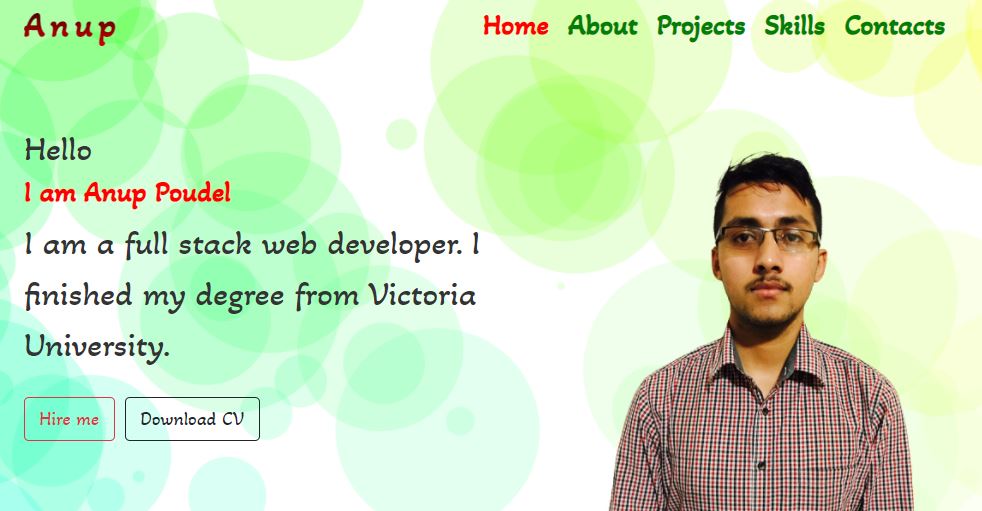 Anup
Home About Projects Skills Contacts
Hello
I am Anup Poudel
I am a full stack web developer. I
finished my degree from Victoria
University.
Hire me Download CV